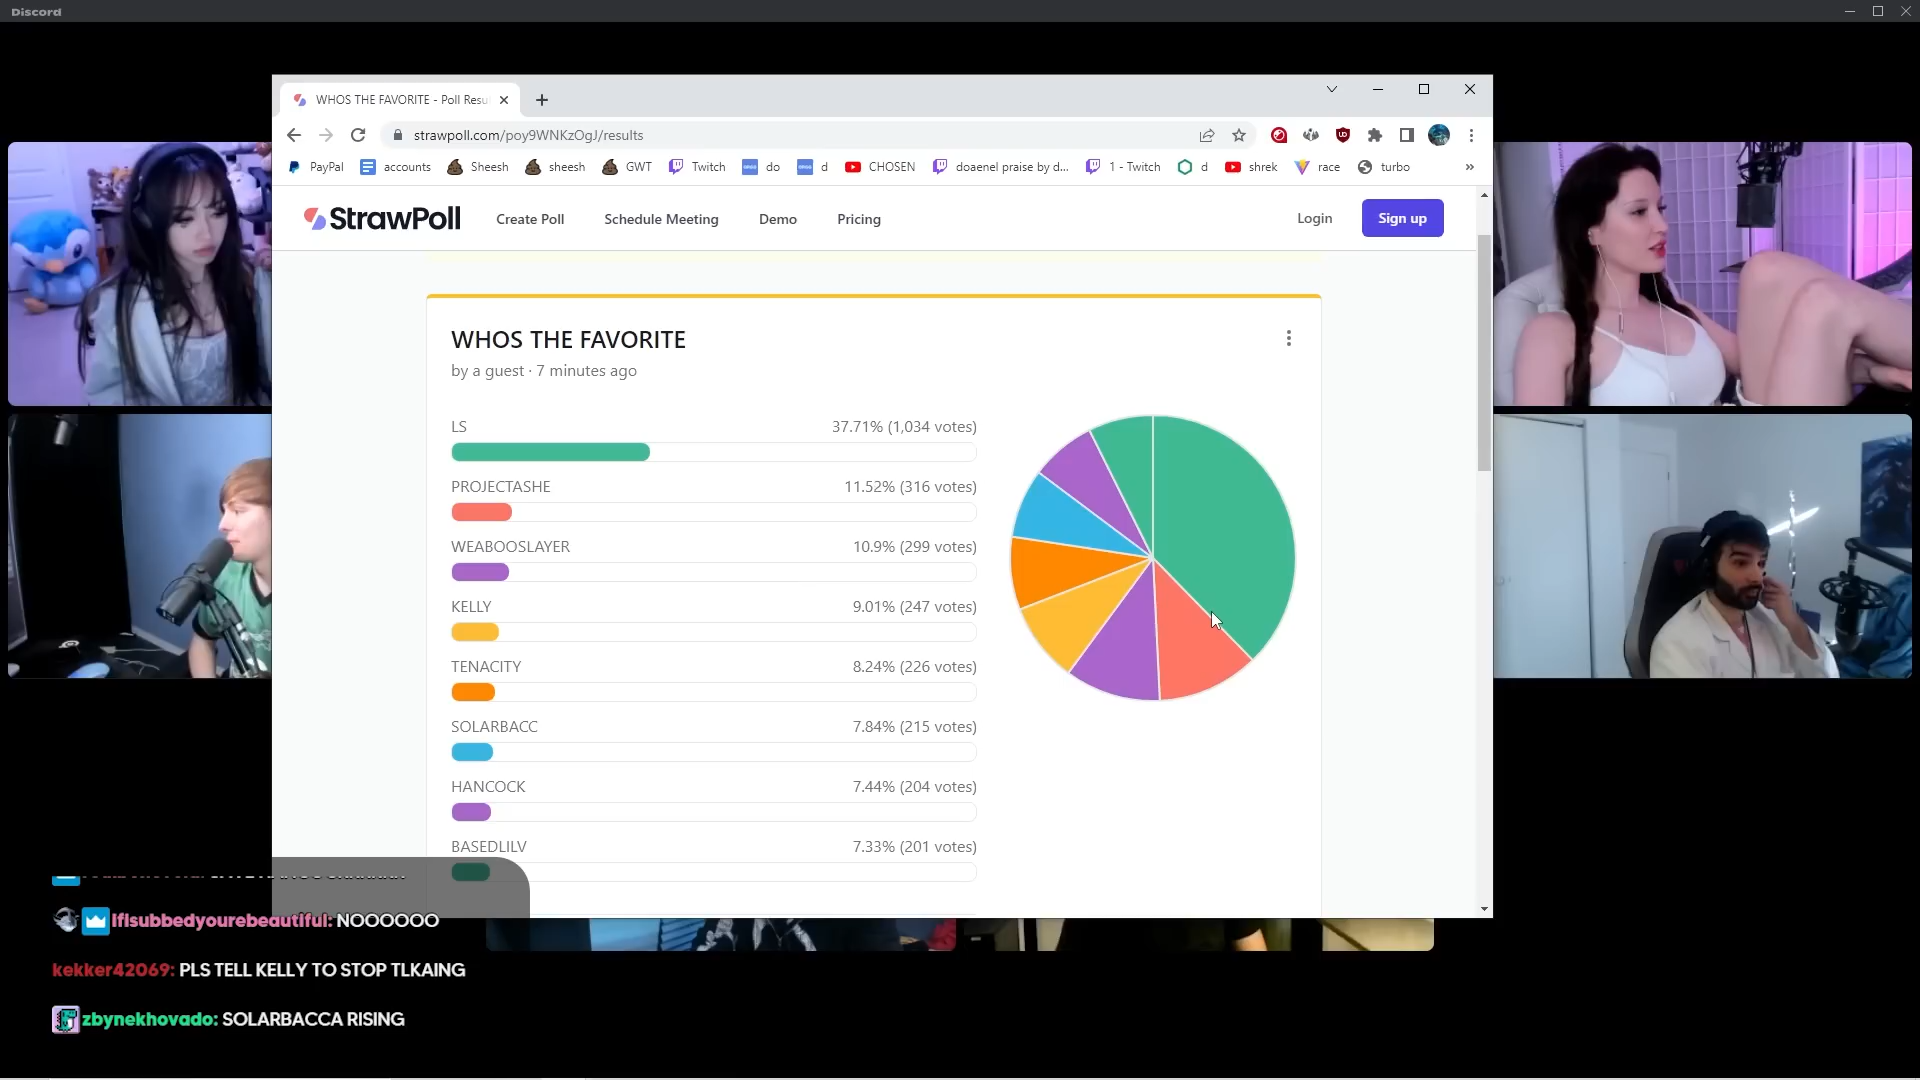 Discord
WHOS THE FAVORITE - Poll Resu
strawpoll.com/poy9WNKzOgJ/results
PayPal accounts Sheesh sheesh GWT Twitch do d CHOSEN doaenel praise by d... 1 - Twitch d shrek race turbo »
StrawPoll Create Poll Schedule Meeting Demo Pricing Login Sign up
WHOS THE FAVORITE
by a guest · 7 minutes ago
LS 37.71% (1,034 votes)
PROJECTASHE 11.52% (316 votes)
WEABOOSLAYER 10.9% (299 votes)
KELLY 9.01% (247 votes)
TENACITY 8.24% (226 votes)
SOLARBACC 7.84% (215 votes)
HANCOCK 7.44% (204 votes)
BASEDLILV 7.33% (201 votes)
IfIsubbedyourebeautiful: NOOOOOO
kekker42069: PLS TELL KELLY TO STOP TLKAING
zbynekhovado: SOLARBACCA RISING